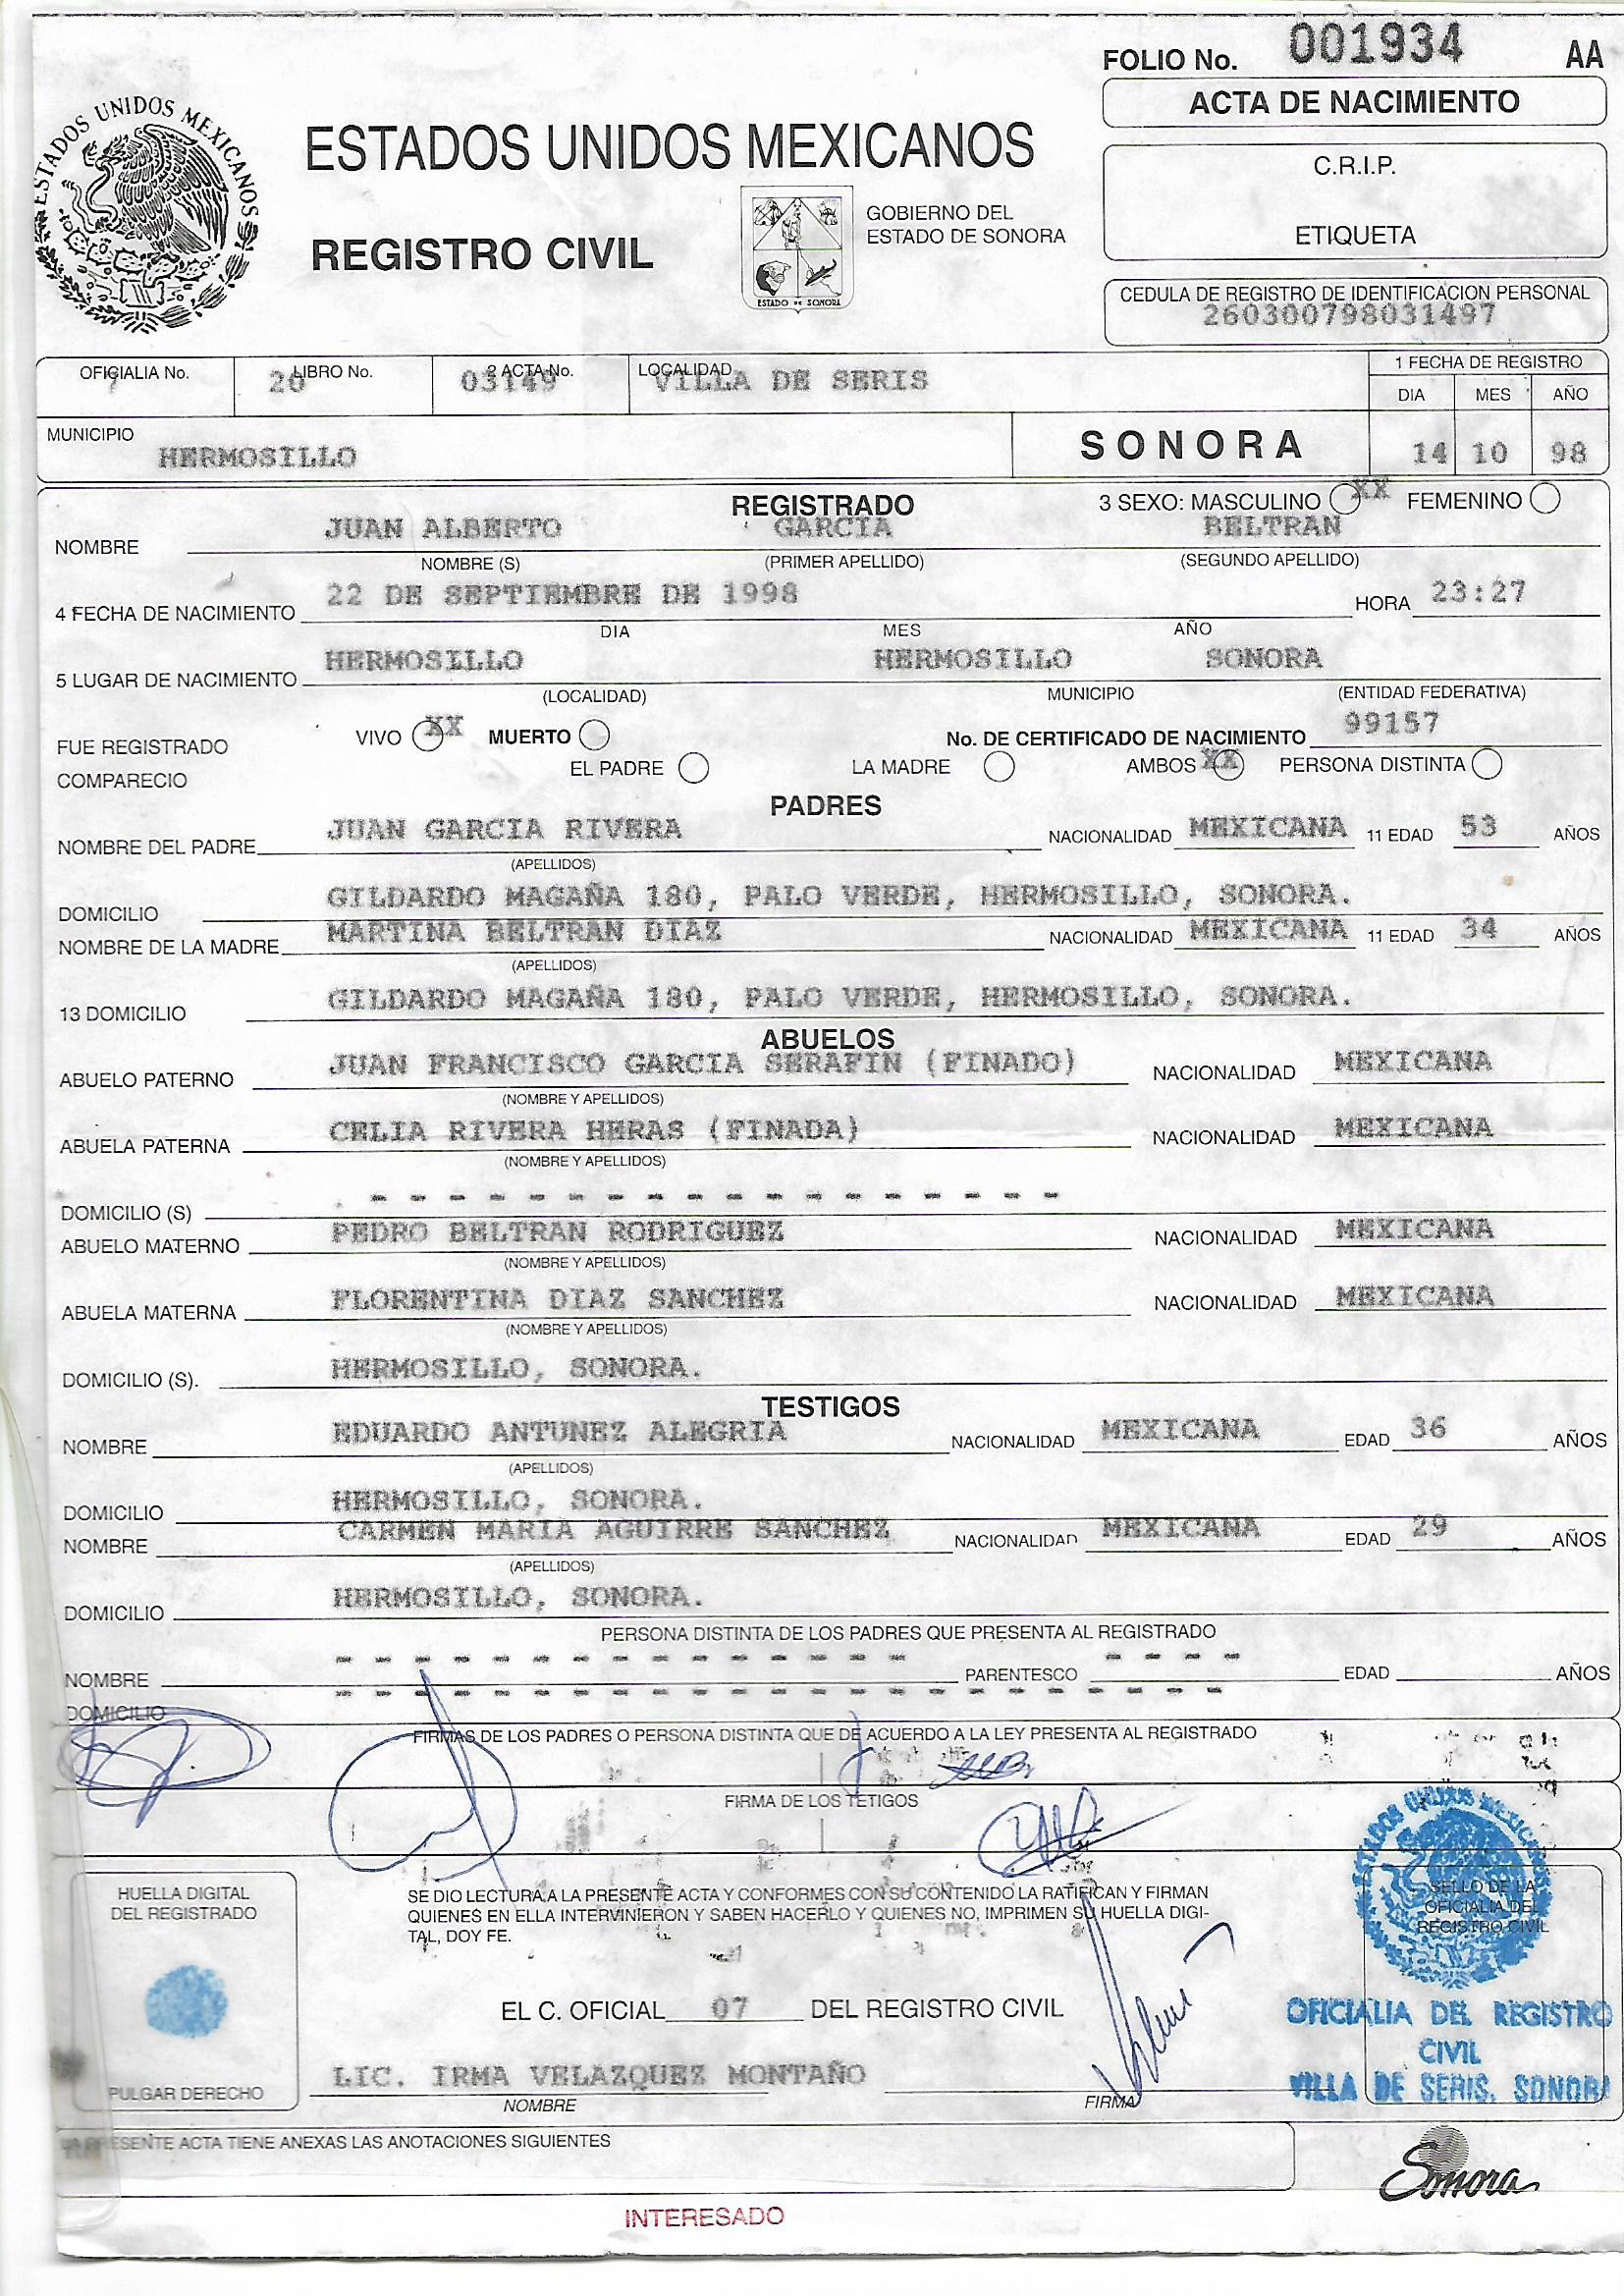 FOLIO No. 001934 AA
ACTA DE NACIMIENTO
ESTADOS UNIDOS MEXICANOS
ESTADOS UNIDOS MEXICANOS
C.R.I.P.
ETIQUETA
REGISTRO CIVIL
GOBIERNO DEL
ESTADO DE SONORA
ESTADO DE SONORA
CEDULA DE REGISTRO DE IDENTIFICACION PERSONAL
260300798031497
OFICIALIA No. 7 LIBRO No. 20 2 ACTA No. 03149 LOCALIDAD VILLA DE SERIS
1 FECHA DE REGISTRO
DIA MES AÑO
MUNICIPIO HERMOSILLO SONORA 14 10 98
REGISTRADO 3 SEXO: MASCULINO XX FEMENINO
NOMBRE JUAN ALBERTO GARCIA BELTRAN
NOMBRE (S) (PRIMER APELLIDO) (SEGUNDO APELLIDO)
4 FECHA DE NACIMIENTO 22 DE SEPTIEMBRE DE 1998 HORA 23:27
DIA MES AÑO
5 LUGAR DE NACIMIENTO HERMOSILLO HERMOSILLO SONORA
(LOCALIDAD) MUNICIPIO (ENTIDAD FEDERATIVA)
FUE REGISTRADO VIVO XX MUERTO No. DE CERTIFICADO DE NACIMIENTO 99157
COMPARECIO EL PADRE LA MADRE AMBOS XX PERSONA DISTINTA
PADRES
NOMBRE DEL PADRE JUAN GARCIA RIVERA NACIONALIDAD MEXICANA 11 EDAD 53 AÑOS
(APELLIDOS)
DOMICILIO GILDARDO MAGAÑA 180, PALO VERDE, HERMOSILLO, SONORA.
NOMBRE DE LA MADRE MARTINA BELTRAN DIAZ NACIONALIDAD MEXICANA 11 EDAD 34 AÑOS
(APELLIDOS)
13 DOMICILIO GILDARDO MAGAÑA 180, PALO VERDE, HERMOSILLO, SONORA.
ABUELOS
ABUELO PATERNO JUAN FRANCISCO GARCIA SERAFIN (FINADO) NACIONALIDAD MEXICANA
(NOMBRE Y APELLIDOS)
ABUELA PATERNA CELIA RIVERA HERAS (FINADA) NACIONALIDAD MEXICANA
(NOMBRE Y APELLIDOS)
DOMICILIO (S) - - - - - - - - - - - - - - - - - -
ABUELO MATERNO PEDRO BELTRAN RODRIGUEZ NACIONALIDAD MEXICANA
(NOMBRE Y APELLIDOS)
ABUELA MATERNA FLORENTINA DIAZ SANCHEZ NACIONALIDAD MEXICANA
(NOMBRE Y APELLIDOS)
DOMICILIO (S). HERMOSILLO, SONORA.
TESTIGOS
NOMBRE EDUARDO ANTUNEZ ALEGRIA NACIONALIDAD MEXICANA EDAD 36 AÑOS
(APELLIDOS)
DOMICILIO HERMOSILLO, SONORA.
NOMBRE CARMEN MARIA AGUIRRE SANCHEZ NACIONALIDAD MEXICANA EDAD 29 AÑOS
(APELLIDOS)
DOMICILIO HERMOSILLO, SONORA.
PERSONA DISTINTA DE LOS PADRES QUE PRESENTA AL REGISTRADO
NOMBRE - - - - - - - - - - - - - - - PARENTESCO - - - - EDAD AÑOS
DOMICILIO - - - - - - - - - - - - - - - - - - - - - - -
FIRMAS DE LOS PADRES O PERSONA DISTINTA QUE DE ACUERDO A LA LEY PRESENTA AL REGISTRADO
FIRMA DE LOS TETIGOS
HUELLA DIGITAL
DEL REGISTRADO
PULGAR DERECHO
SE DIO LECTURA A LA PRESENTE ACTA Y CONFORMES CON SU CONTENIDO LA RATIFICAN Y FIRMAN
QUIENES EN ELLA INTERVINIERON Y SABEN HACERLO Y QUIENES NO, IMPRIMEN SU HUELLA DIGI-
TAL, DOY FE.
ESTADOS UNIDOS MEXICANOS
SELLO DE LA
OFICIALIA DEL
REGISTRO CIVIL
EL C. OFICIAL 07 DEL REGISTRO CIVIL
OFICIALIA DEL REGISTRO
CIVIL
VILLA DE SERIS, SONORA
LIC. IRMA VELAZQUEZ MONTAÑO
NOMBRE FIRMA
LA PRESENTE ACTA TIENE ANEXAS LAS ANOTACIONES SIGUIENTES
Sonora
INTERESADO